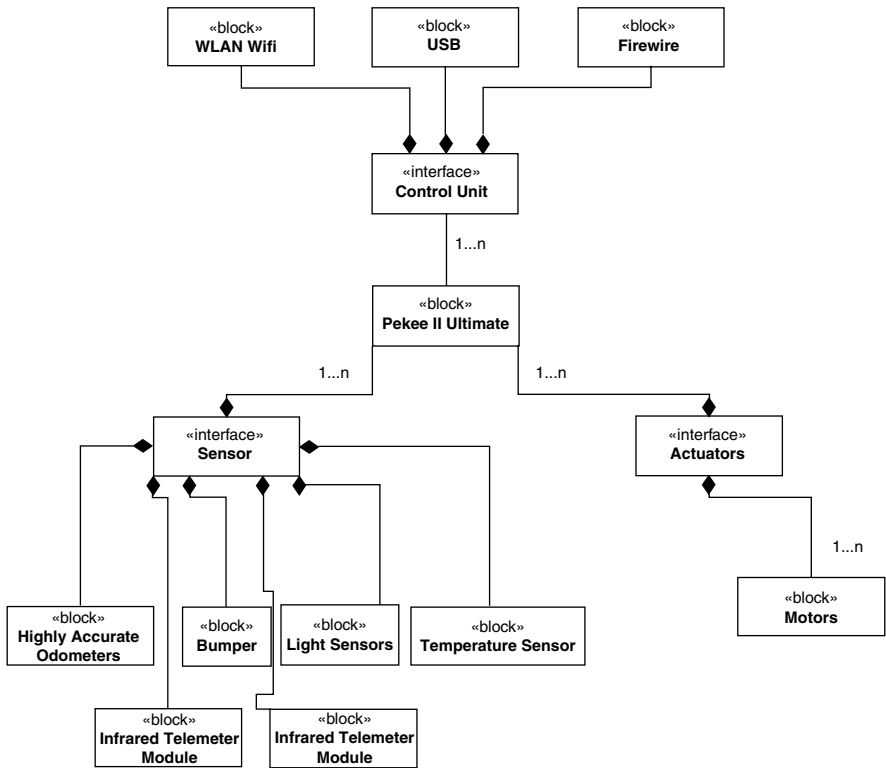 «block»
WLAN Wifi
«block»
USB
«block»
Firewire
«interface»
Control Unit
1...n
«block»
Pekee II Ultimate
1...n
1...n
«interface»
Sensor
«interface»
Actuators
1...n
«block»
Highly Accurate
Odometers
«block»
Bumper
«block»
Light Sensors
«block»
Temperature Sensor
«block»
Motors
«block»
Infrared Telemeter
Module
«block»
Infrared Telemeter
Module